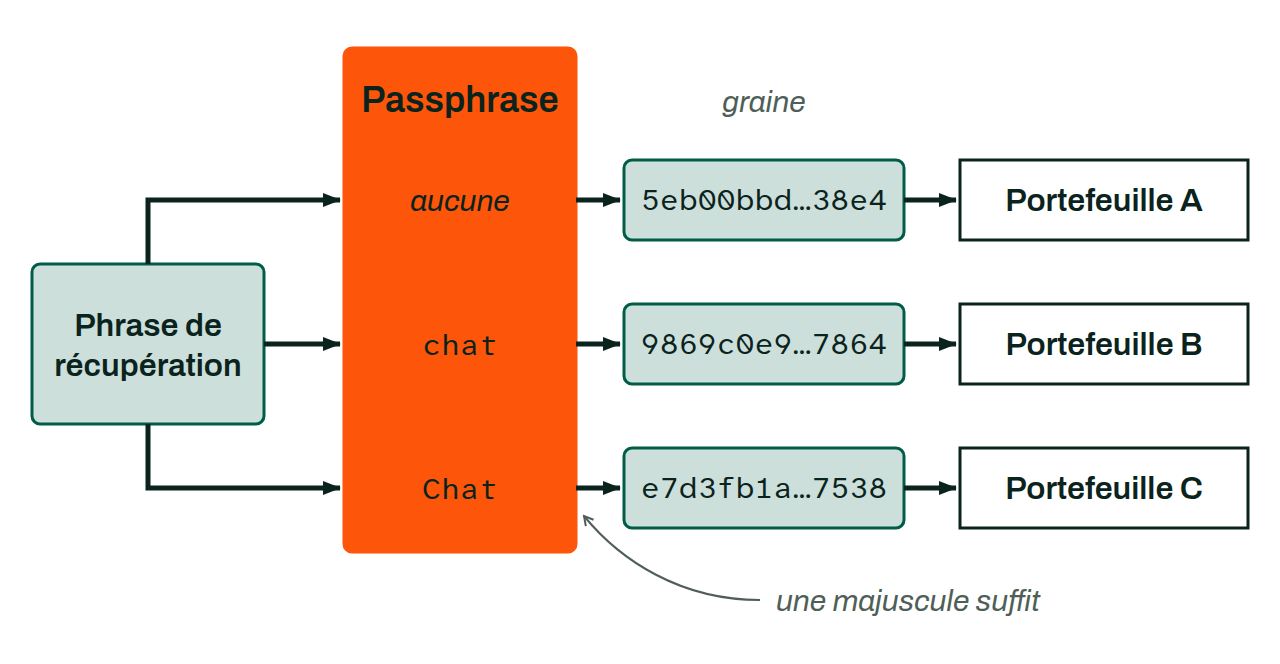 Passphrase
graine
aucune
5eb00bbd…38e4
Portefeuille A
Phrase de
récupération
chat
9869c0e9…7864
Portefeuille B
Chat
e7d3fb1a…7538
Portefeuille C
une majuscule suffit